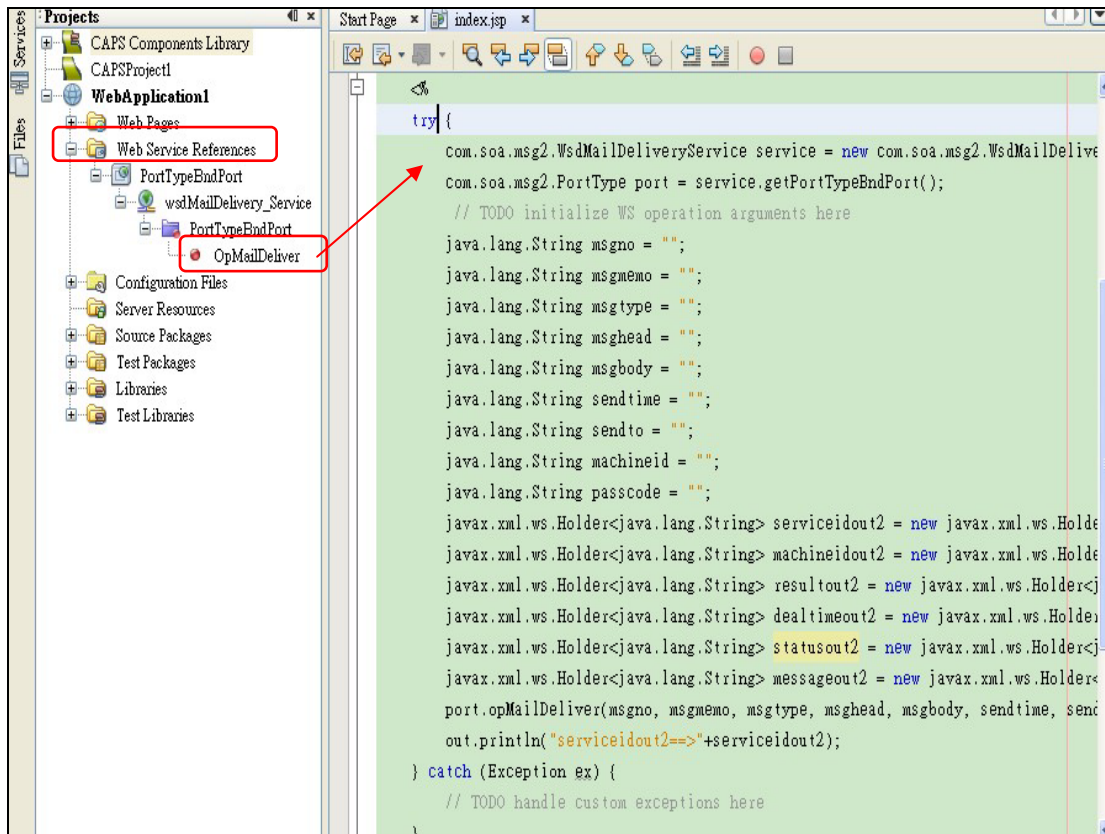 Services
Files
Projects
CAPS Components Library
CAPSProject1
WebApplication1
Web Pages
Web Service References
PortTypeBndPort
wsdMailDelivery_Service
PortTypeBndPort
OpMailDeliver
Configuration Files
Server Resources
Source Packages
Test Packages
Libraries
Test Libraries
Start Page
index.jsp
<%
try {
com.soa.msg2.WsdMailDeliveryService service = new com.soa.msg2.WsdMailDelive
com.soa.msg2.PortType port = service.getPortTypeBndPort();
// TODO initialize WS operation arguments here
java.lang.String msgno = "";
java.lang.String msgmemo = "";
java.lang.String msgtype = "";
java.lang.String msghead = "";
java.lang.String msgbody = "";
java.lang.String sendtime = "";
java.lang.String sendto = "";
java.lang.String machineid = "";
java.lang.String passcode = "";
javax.xml.ws.Holder<java.lang.String> serviceidout2 = new javax.xml.ws.Holde
javax.xml.ws.Holder<java.lang.String> machineidout2 = new javax.xml.ws.Holde
javax.xml.ws.Holder<java.lang.String> resultout2 = new javax.xml.ws.Holder<j
javax.xml.ws.Holder<java.lang.String> dealtimeout2 = new javax.xml.ws.Holder
javax.xml.ws.Holder<java.lang.String> statusout2 = new javax.xml.ws.Holder<j
javax.xml.ws.Holder<java.lang.String> messageout2 = new javax.xml.ws.Holder<
port.opMailDeliver(msgno, msgmemo, msgtype, msghead, msgbody, sendtime, send
out.println("serviceidout2==>"+serviceidout2);
} catch (Exception ex) {
// TODO handle custom exceptions here
}